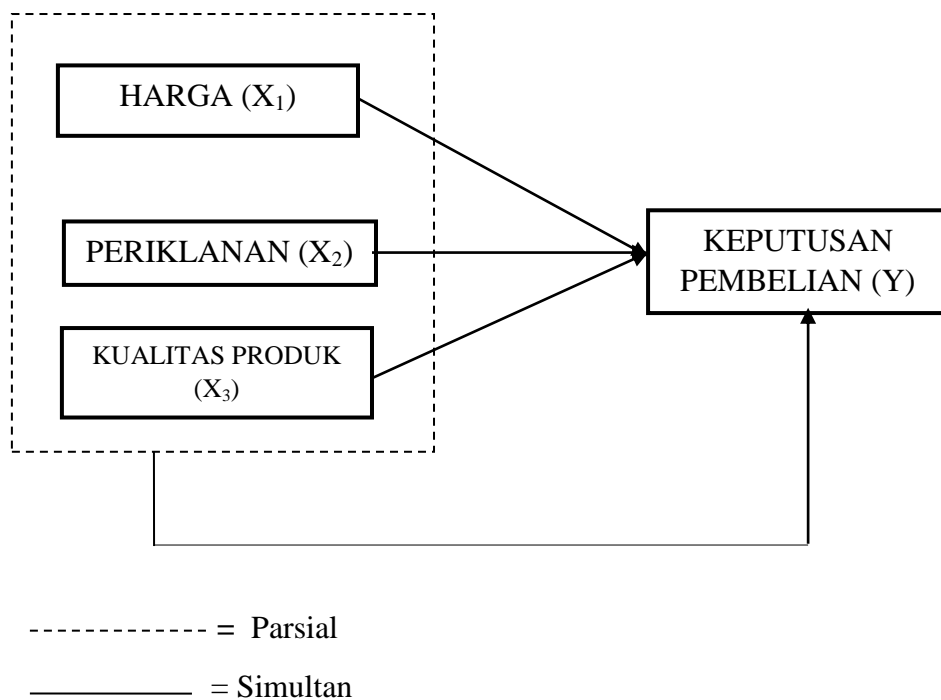 HARGA (X₁)
PERIKLANAN (X₂)
KUALITAS PRODUK
(X₃)
KEPUTUSAN
PEMBELIAN (Y)
= Parsial
= Simultan